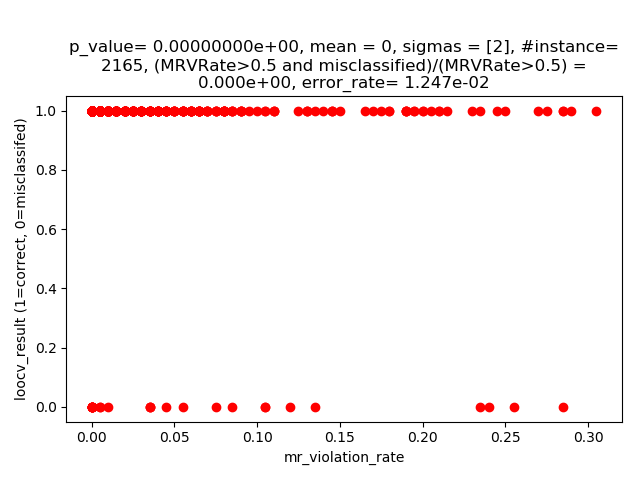 p_value= 0.00000000e+00, mean = 0, sigmas = [2], #instance=
2165, (MRVRate>0.5 and misclassified)/(MRVRate>0.5) =
0.000e+00, error_rate= 1.247e-02
loocv_result (1=correct, 0=misclassifed)
1.0
0.8
0.6
0.4
0.2
0.0
0.00 0.05 0.10 0.15 0.20 0.25 0.30
mr_violation_rate